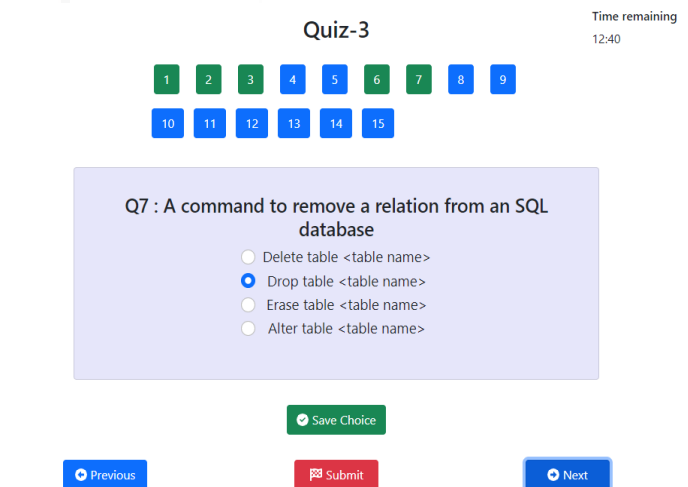 Quiz-3
Time remaining
12:40
1 2 3 4 5 6 7 8 9
10 11 12 13 14 15
Q7 : A command to remove a relation from an SQL
database
Delete table <table name>
Drop table <table name>
Erase table <table name>
Alter table <table name>
Save Choice
Previous
Submit
Next